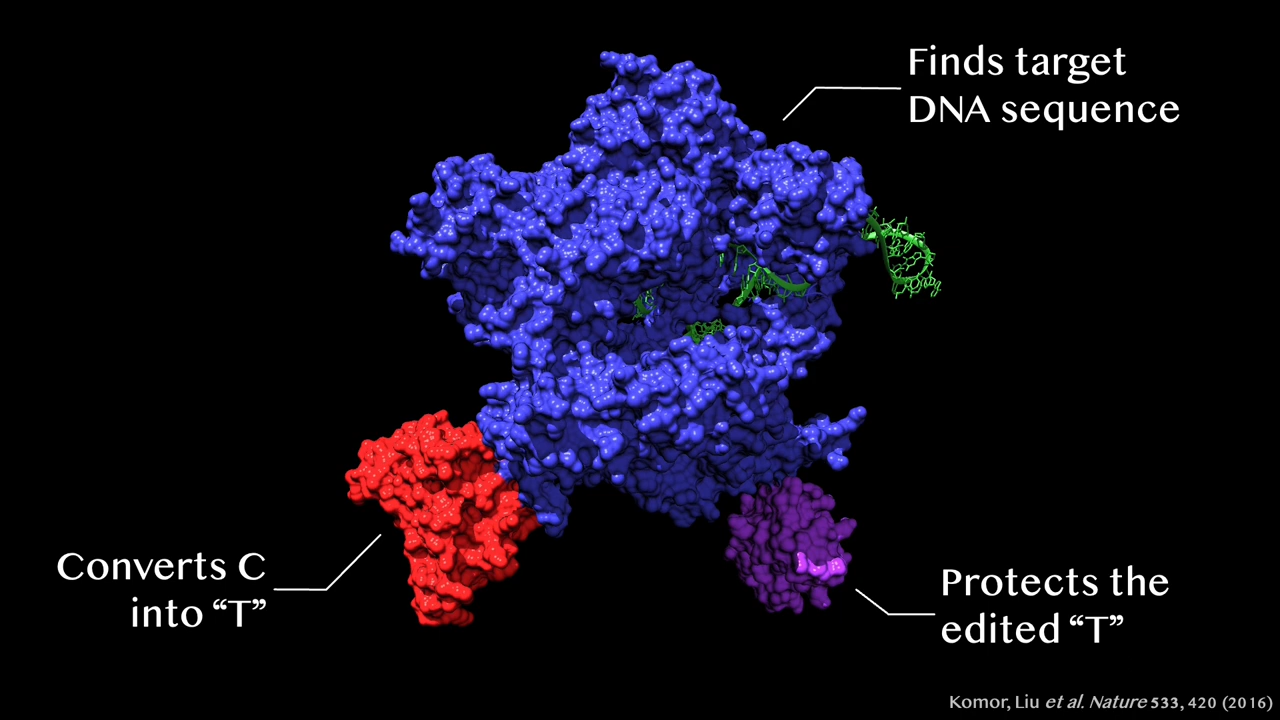 Finds target
DNA sequence
Converts C
into “T”
Protects the
edited “T”
Komor, Liu et al. Nature 533, 420 (2016)